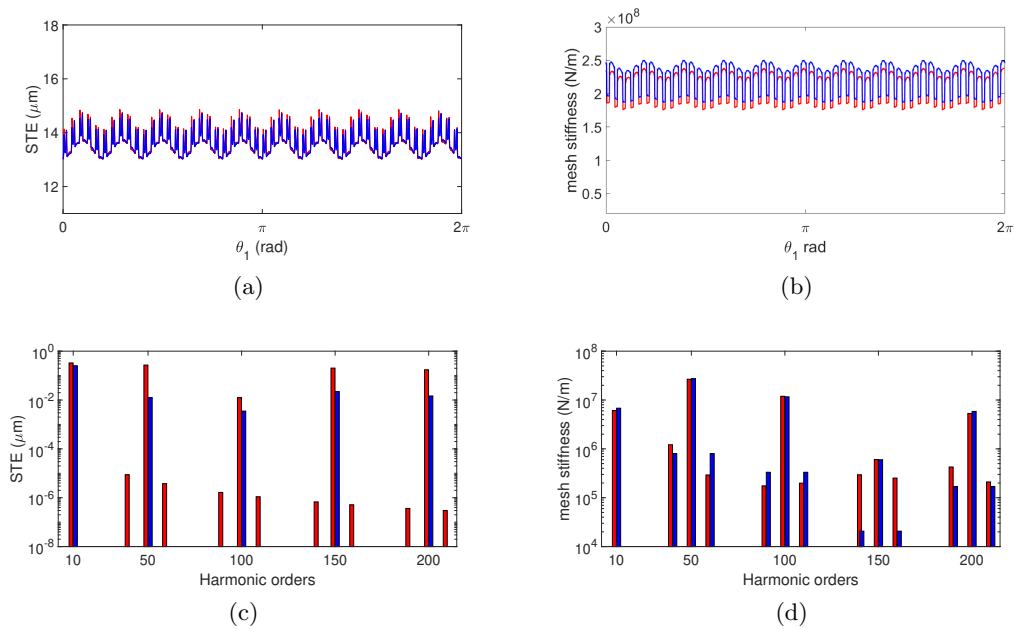 18
16
14
12
STE (μm)
0
π
2π
θ1 (rad)
(a)
×10^8
3
2.5
2
1.5
1
0.5
mesh stiffness (N/m)
0
π
2π
θ1 rad
(b)
10^0
10^-2
10^-4
10^-6
10^-8
STE (μm)
10
50
100
150
200
Harmonic orders
(c)
10^8
10^7
10^6
10^5
10^4
mesh stiffness (N/m)
10
50
100
150
200
Harmonic orders
(d)